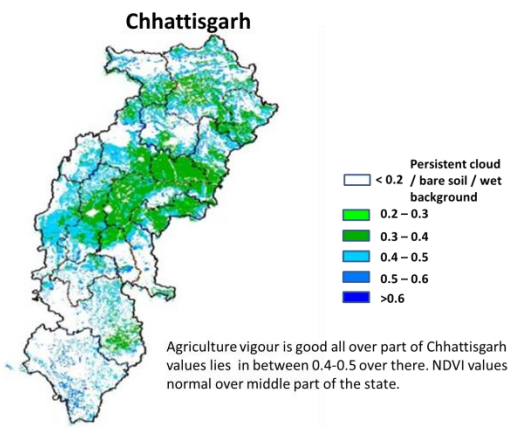 Chhattisgarh
Persistent cloud
< 0.2 / bare soil / wet
background
0.2 – 0.3
0.3 – 0.4
0.4 – 0.5
0.5 – 0.6
>0.6
Agriculture vigour is good all over part of Chhattisgarh
values lies in between 0.4-0.5 over there. NDVI values
normal over middle part of the state.